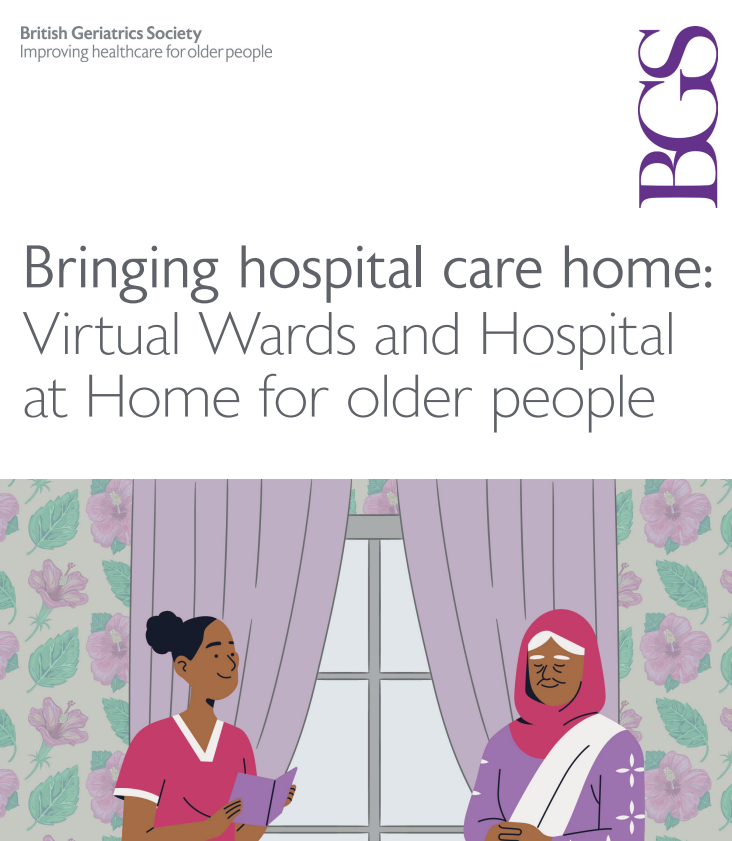 British Geriatrics Society
Improving healthcare for older people
BGS
Bringing hospital care home:
Virtual Wards and Hospital
at Home for older people